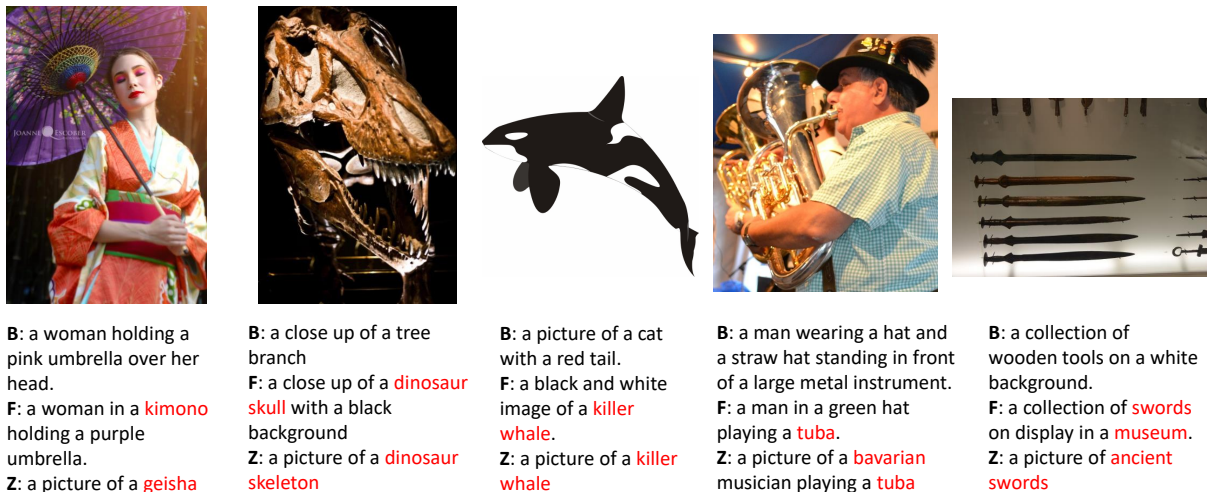 JOANNE ESCOBER
B: a woman holding a
pink umbrella over her
head.
F: a woman in a kimono
holding a purple
umbrella.
Z: a picture of a geisha
B: a close up of a tree
branch
F: a close up of a dinosaur
skull with a black
background
Z: a picture of a dinosaur
skeleton
B: a picture of a cat
with a red tail.
F: a black and white
image of a killer
whale.
Z: a picture of a killer
whale
B: a man wearing a hat and
a straw hat standing in front
of a large metal instrument.
F: a man in a green hat
playing a tuba.
Z: a picture of a bavarian
musician playing a tuba
B: a collection of
wooden tools on a white
background.
F: a collection of swords
on display in a museum.
Z: a picture of ancient
swords